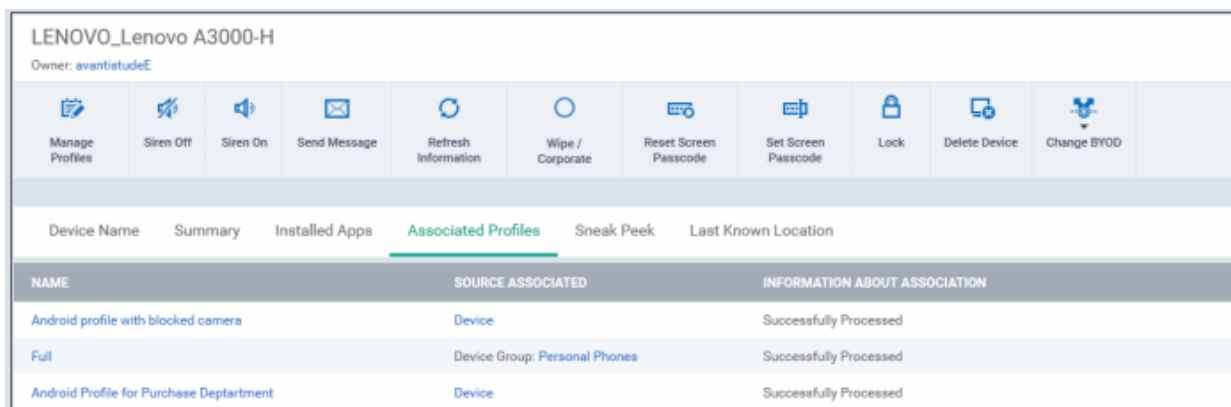 LENOVO_Lenovo A3000-H
Owner: avantistudeE
Manage Profiles
Siren Off
Siren On
Send Message
Refresh Information
Wipe / Corporate
Reset Screen Passcode
Set Screen Passcode
Lock
Delete Device
Change BYOD
Device Name Summary Installed Apps Associated Profiles Sneak Peek Last Known Location
NAME SOURCE ASSOCIATED INFORMATION ABOUT ASSOCIATION
Android profile with blocked camera Device Successfully Processed
Full Device Group: Personal Phones Successfully Processed
Android Profile for Purchase Deptartment Device Successfully Processed